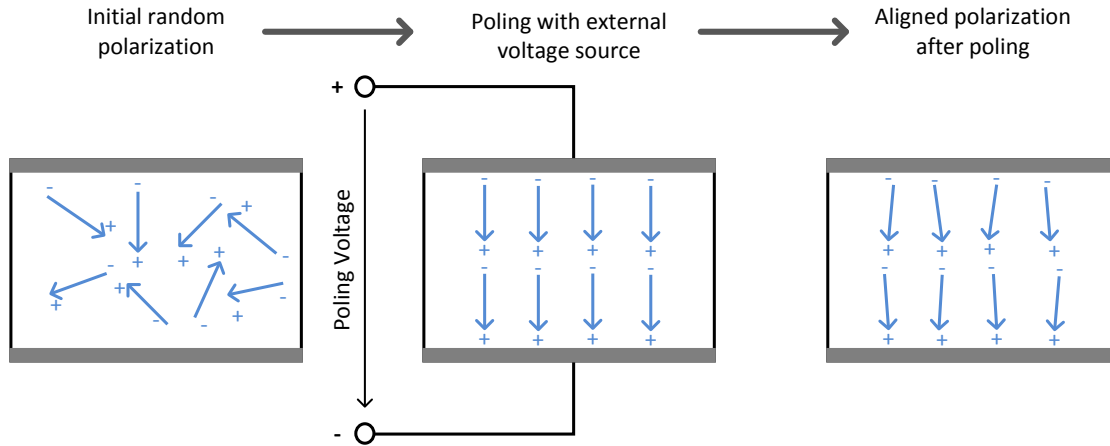 Initial random
polarization
Poling with external
voltage source
Aligned polarization
after poling
+
Poling Voltage
-
- - - + +
+ + + -
- + - +
+ - - +
- - - -
+ + + +
- - - -
+ + + +
- - - -
+ + + +
- - - -
+ + + +